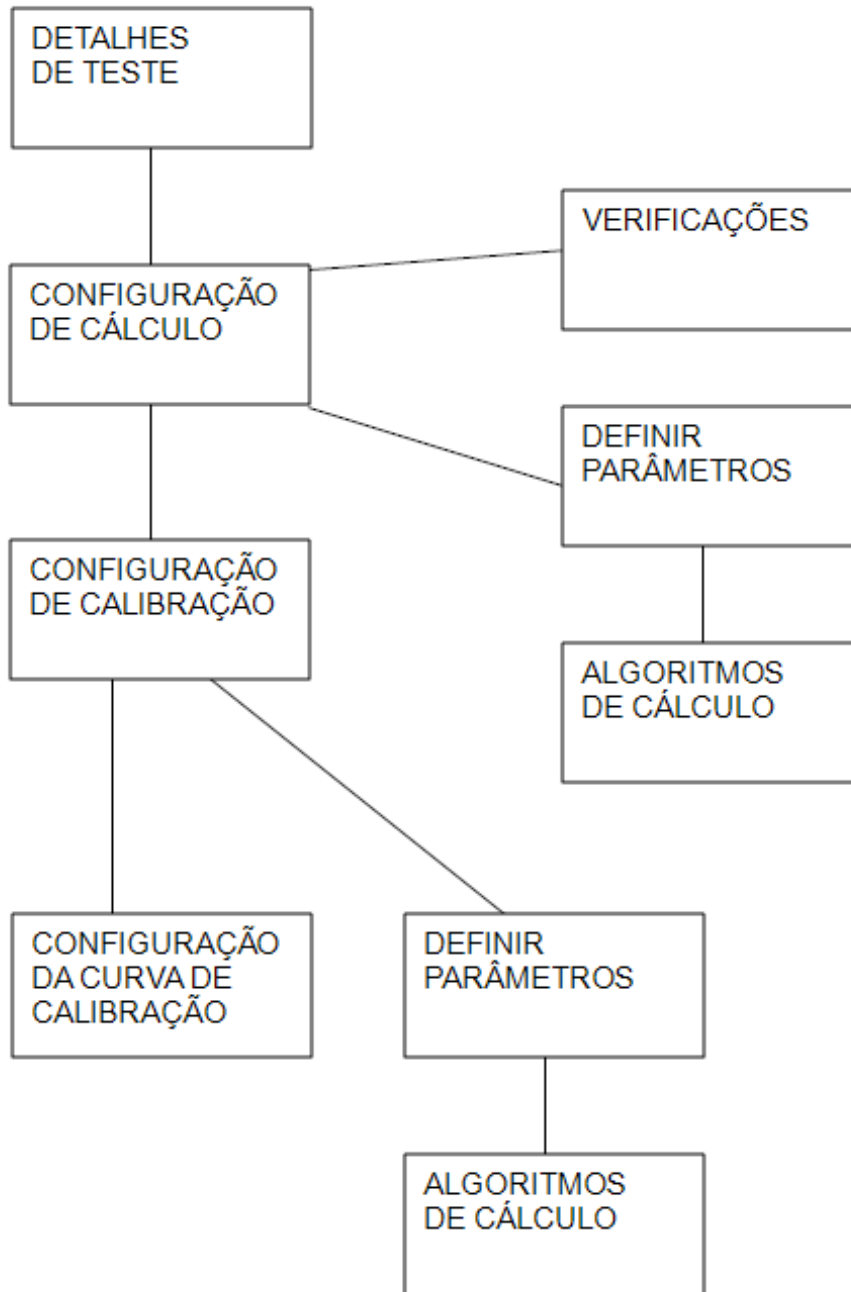 DETALHES
DE TESTE
VERIFICAÇÕES
CONFIGURAÇÃO
DE CÁLCULO
DEFINIR
PARÂMETROS
CONFIGURAÇÃO
DE CALIBRAÇÃO
ALGORITMOS
DE CÁLCULO
CONFIGURAÇÃO
DA CURVA DE
CALIBRAÇÃO
DEFINIR
PARÂMETROS
ALGORITMOS
DE CÁLCULO